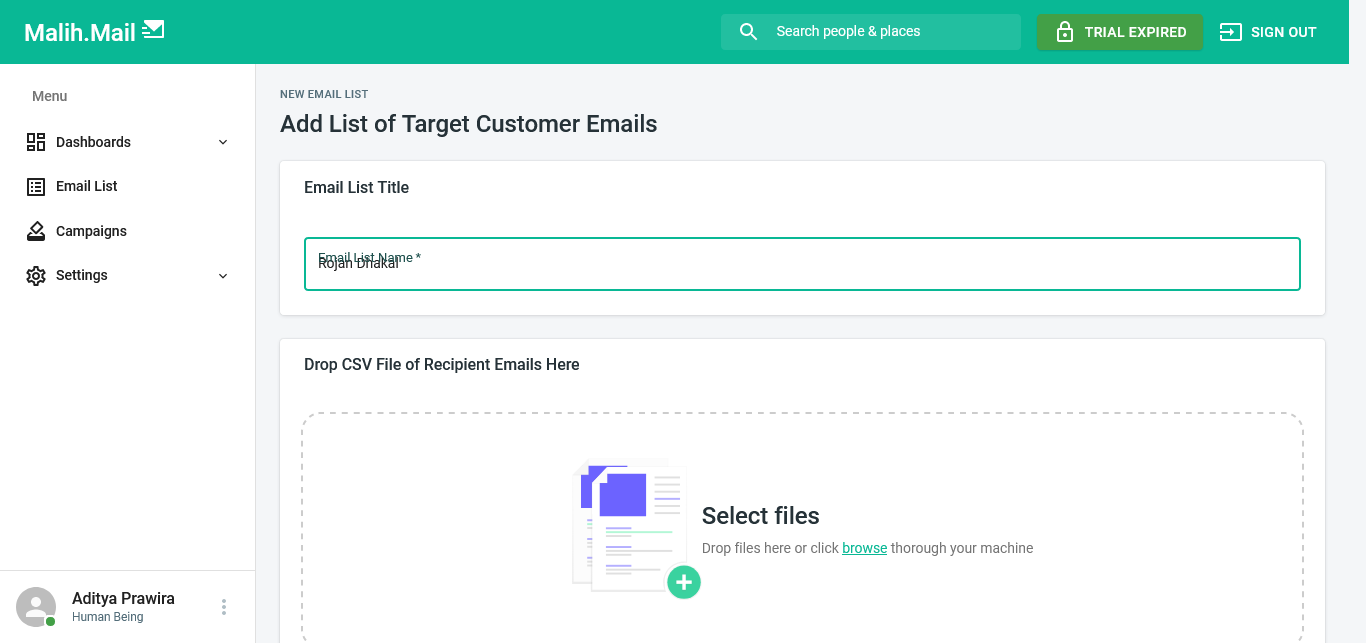 Malih.Mail
Search people & places
TRIAL EXPIRED
SIGN OUT
Menu
Dashboards
Email List
Campaigns
Settings
Aditya Prawira
Human Being
NEW EMAIL LIST
Add List of Target Customer Emails
Email List Title
Email List Name *
Rojan Dhakal
Drop CSV File of Recipient Emails Here
Select files
Drop files here or click browse thorough your machine